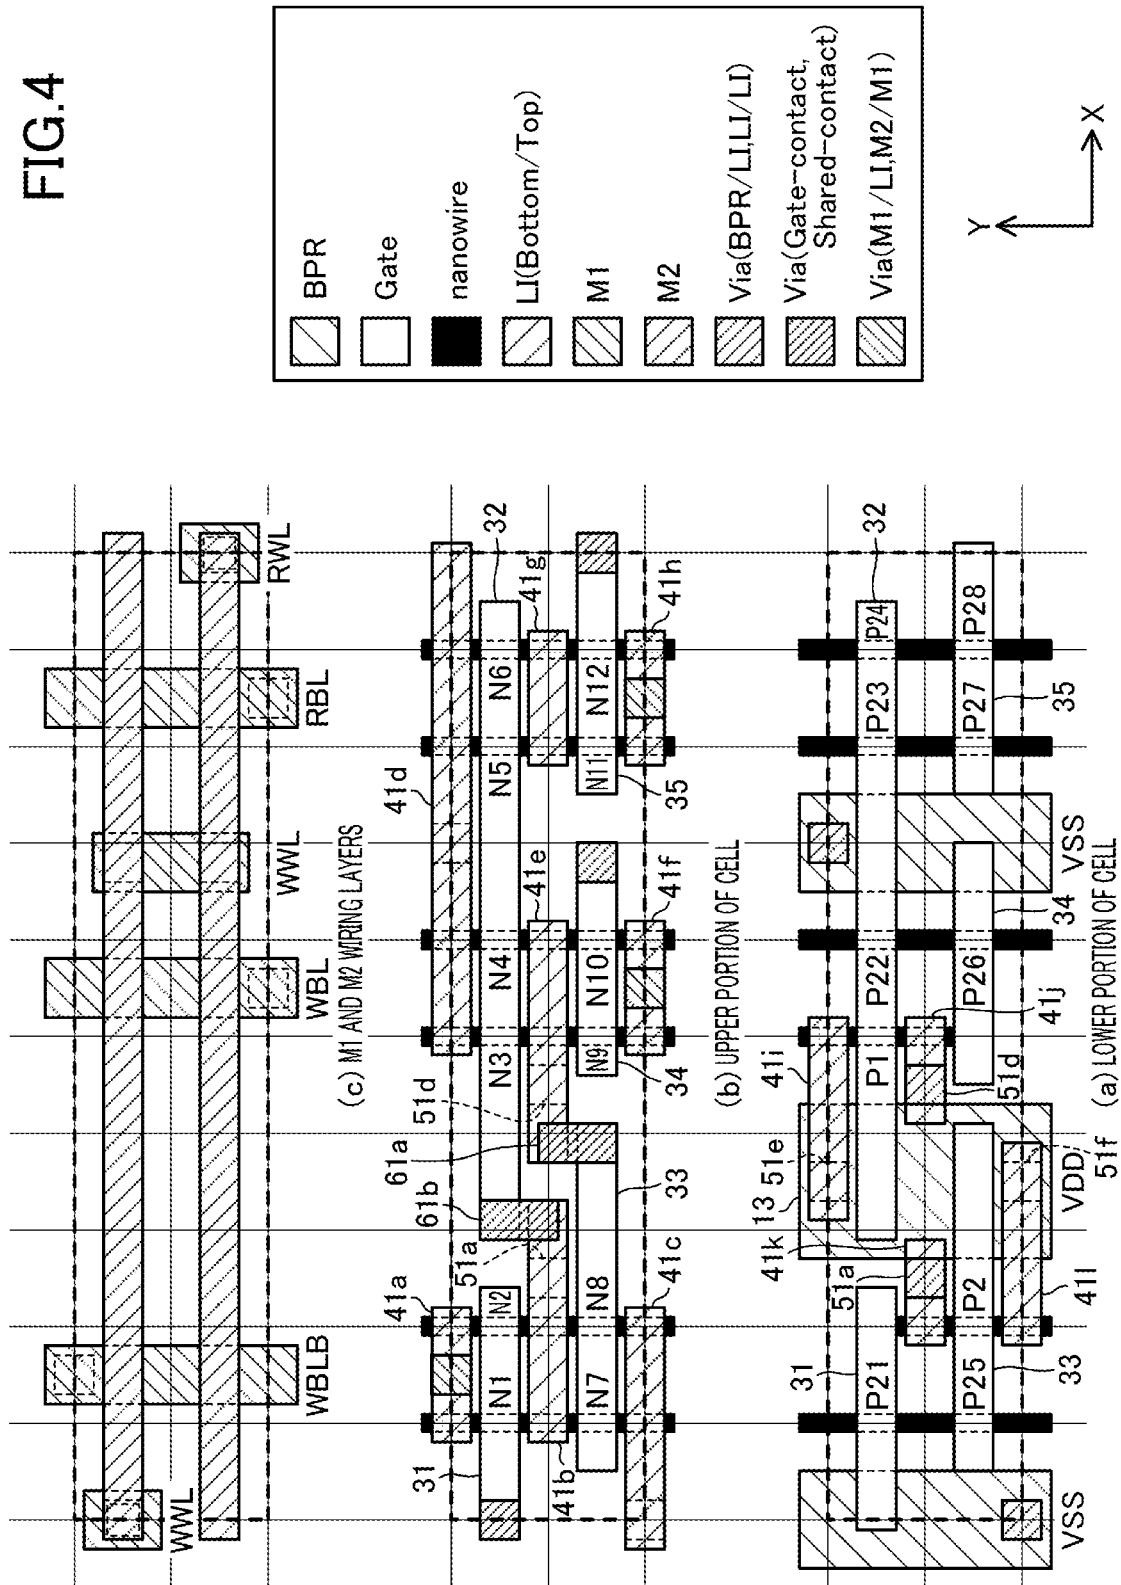 FIG.4
BPR
Gate
nanowire
LI(Bottom/Top)
M1
M2
Via(BPR/LI,LI/LI)
Via(Gate-contact,
Shared-contact)
Via(M1/LI,M2/M1)
Y
X
WWL
WBLB
WBL
WWL
RBL
RWL
(c) M1 AND M2 WIRING LAYERS
41a
61b
61a
51d
41d
32
31
N1
N2
N3
N4
N5
N6
41b
51a
41e
41g
N7
N8
N9
N10
N11
N12
41c
33
34
41f
35
41h
(b) UPPER PORTION OF CELL
31
51a
41k
13
51e
41i
32
P21
P1
P22
P23
P24
P25
P2
P26
P27
P28
VSS
33
41l
VDD
51f
51d
41j
34
VSS
35
(a) LOWER PORTION OF CELL